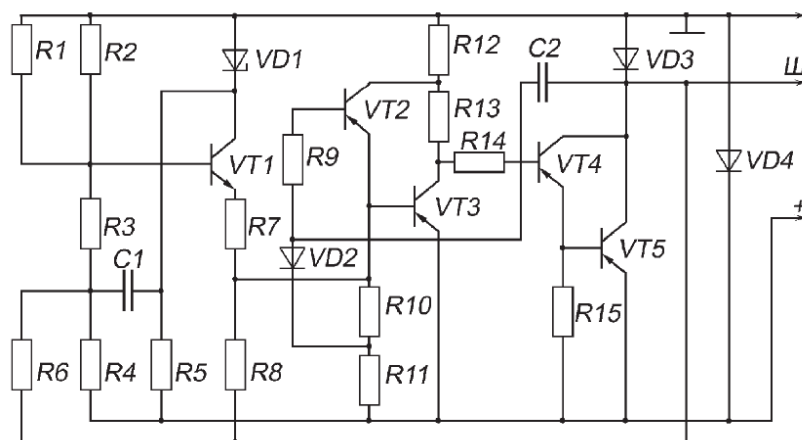 R1
R2
VD1
R12
C2
VD3
Ш
VT2
R13
R9
VT1
R14
VT4
VD4
R3
R7
VT3
+
C1
VD2
VT5
R10
R15
R6
R4
R5
R8
R11